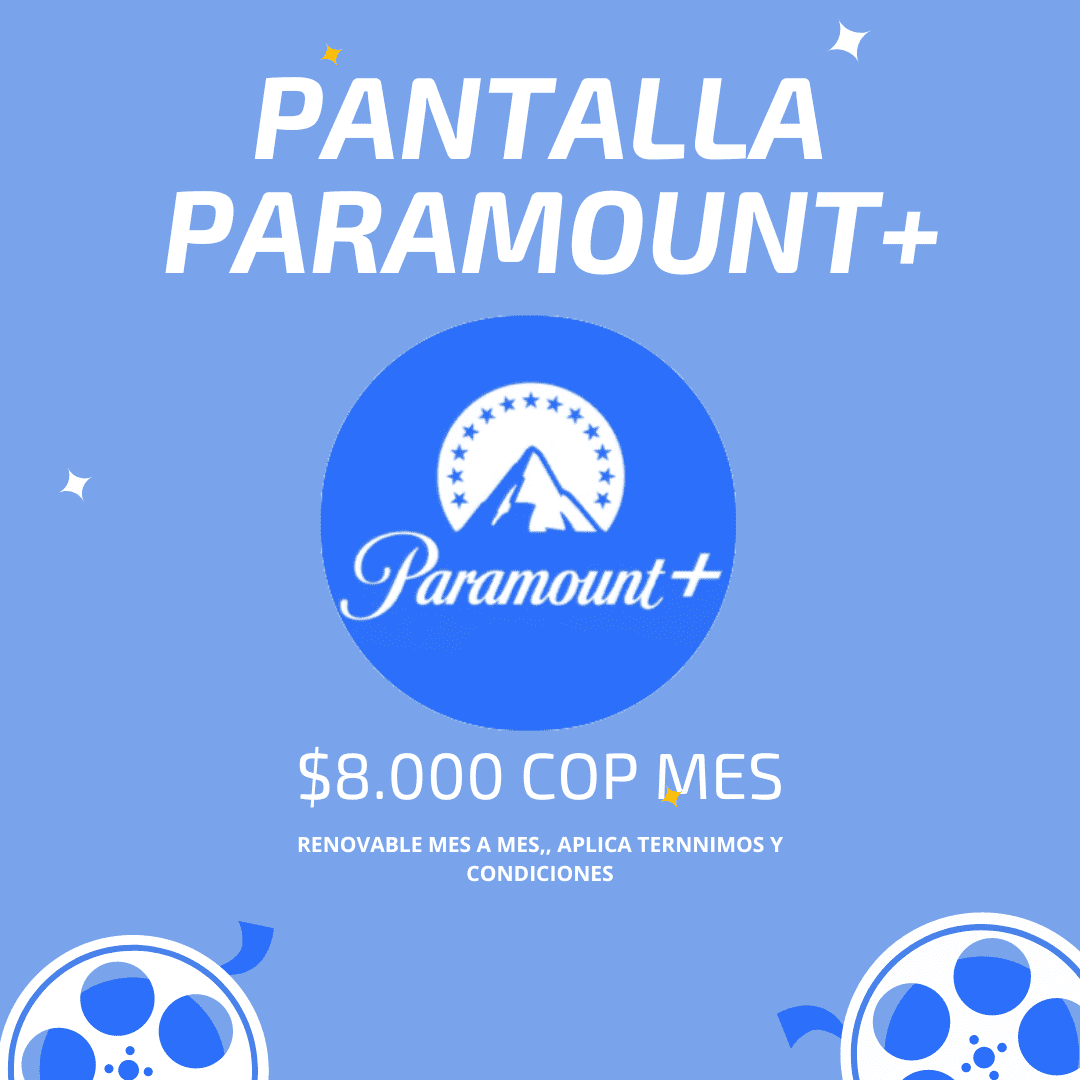 PANTALLA
PARAMOUNT+
Paramount+
$8.000 COP MES
RENOVABLE MES A MES,, APLICA TERNNIMOS Y
CONDICIONES